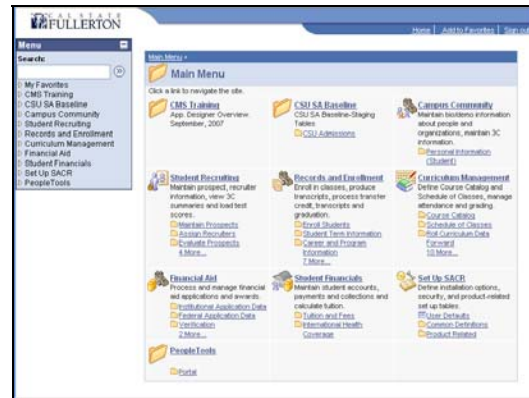 CAL STATE
FULLERTON
Home | Add to Favorites | Sign out
Menu
Search:
My Favorites
CMS Training
CSU SA Baseline
Campus Community
Student Recruiting
Records and Enrollment
Curriculum Management
Financial Aid
Student Financials
Set Up SACR
PeopleTools
Main Menu >
Main Menu
Click a link to navigate the site.
CMS Training
App. Designer Overview.
September, 2007
CSU SA Baseline
CSU SA Baseline-Staging
Tables
CSU Admissions
Campus Community
Maintain bio/demo information
about people and
organizations, maintain 3C
information.
Personal Information
(Student)
Student Recruiting
Maintain prospect, recruiter
information, view 3C
summaries and load test
scores.
Maintain Prospects
Assign Recruiters
Evaluate Prospects
4 More...
Records and Enrollment
Enroll in classes, produce
transcripts, process transfer
credit, transcripts and
graduation.
Enroll Students
Student Term Information
Career and Program
Information
7 More...
Curriculum Management
Define Course Catalog and
Schedule of Classes, manage
attendance and grading.
Course Catalog
Schedule of Classes
Roll Curriculum Data
Forward
10 More...
Financial Aid
Process and manage financial
aid applications and awards.
Institutional Application Data
Federal Application Data
Verification
2 More...
Student Financials
Maintain student accounts,
payments and collections and
calculate tuition.
Tuition and Fees
International Health
Coverage
Set Up SACR
Define installation options,
security, and product-related
set up tables.
User Defaults
Common Definitions
Product Related
PeopleTools
Portal